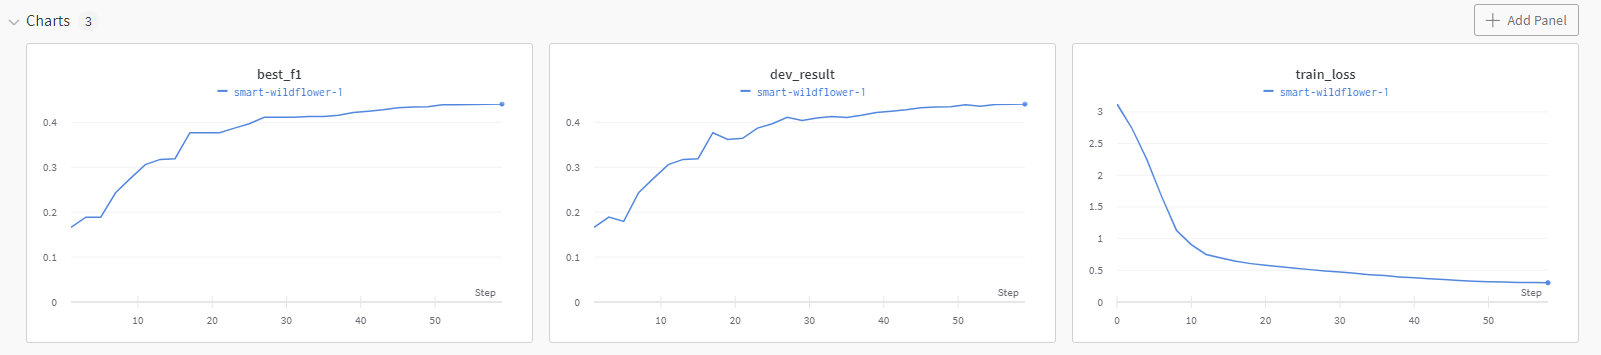 Charts 3
Add Panel
best_f1
smart-wildflower-1
0.4
0.3
0.2
0.1
0
Step
10 20 30 40 50
dev_result
smart-wildflower-1
0.4
0.3
0.2
0.1
0
Step
10 20 30 40 50
train_loss
smart-wildflower-1
3
2.5
2
1.5
1
0.5
0
Step
0 10 20 30 40 50